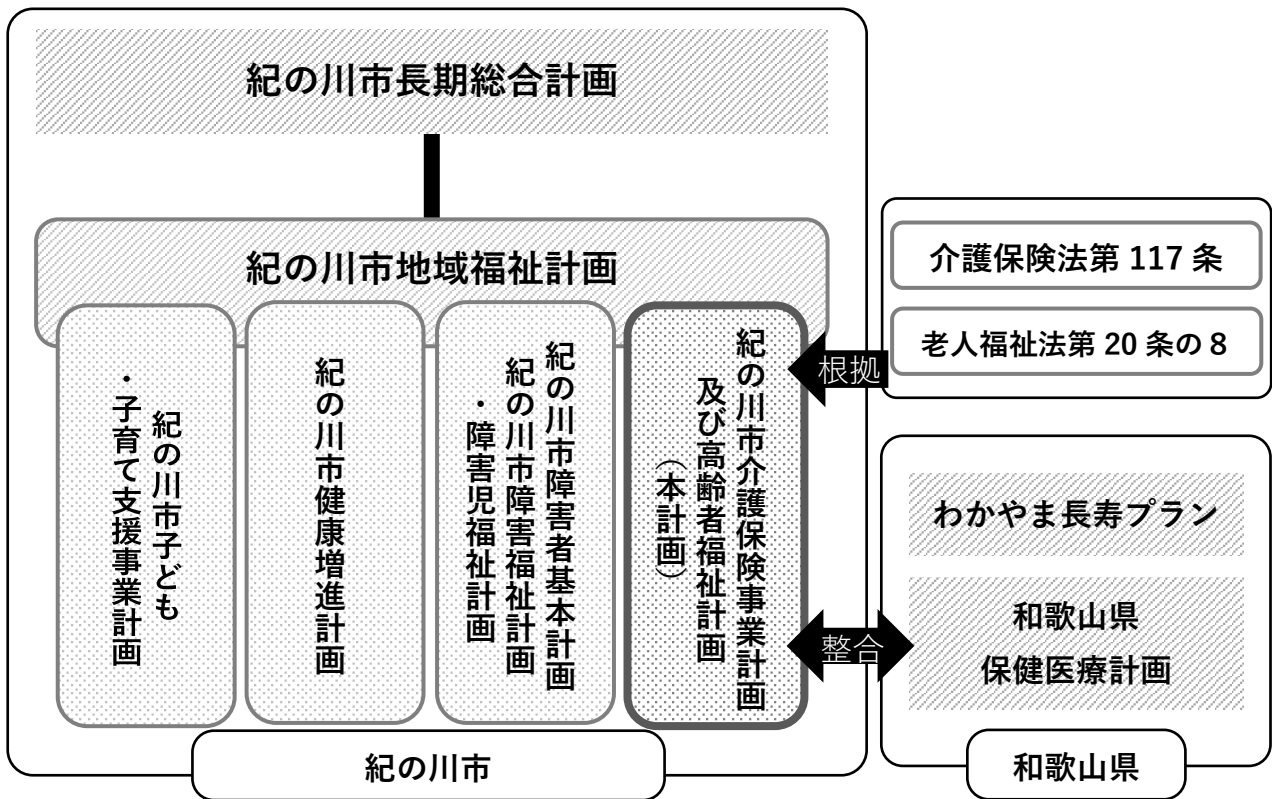 紀の川市長期総合計画
紀の川市地域福祉計画
紀の川市子ども
・子育て支援事業計画
紀の川市健康増進計画
紀の川市障害者基本計画
紀の川市障害福祉計画
・障害児福祉計画
紀の川市介護保険事業計画
及び高齢者福祉計画
（本計画）
紀の川市
介護保険法第 117 条
老人福祉法第 20 条の８
根拠
わかやま長寿プラン
和歌山県
保健医療計画
整合
和歌山県